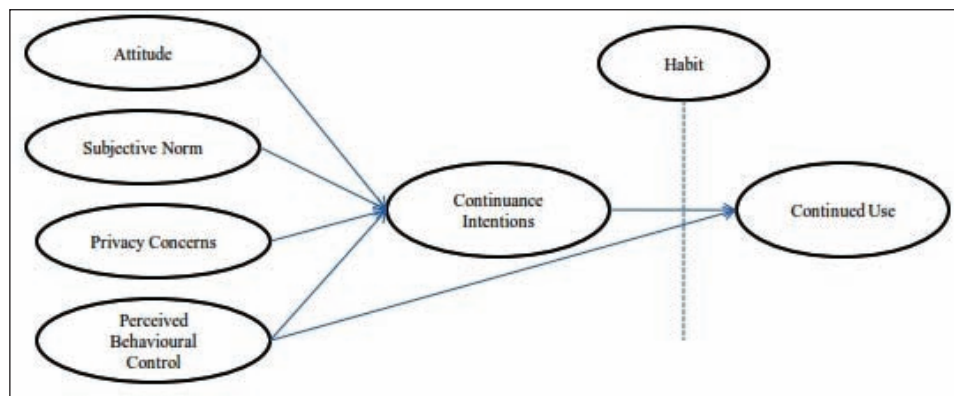 Attitude
Subjective Norm
Privacy Concerns
Perceived
Behavioural
Control
Continuance
Intentions
Habit
Continued Use